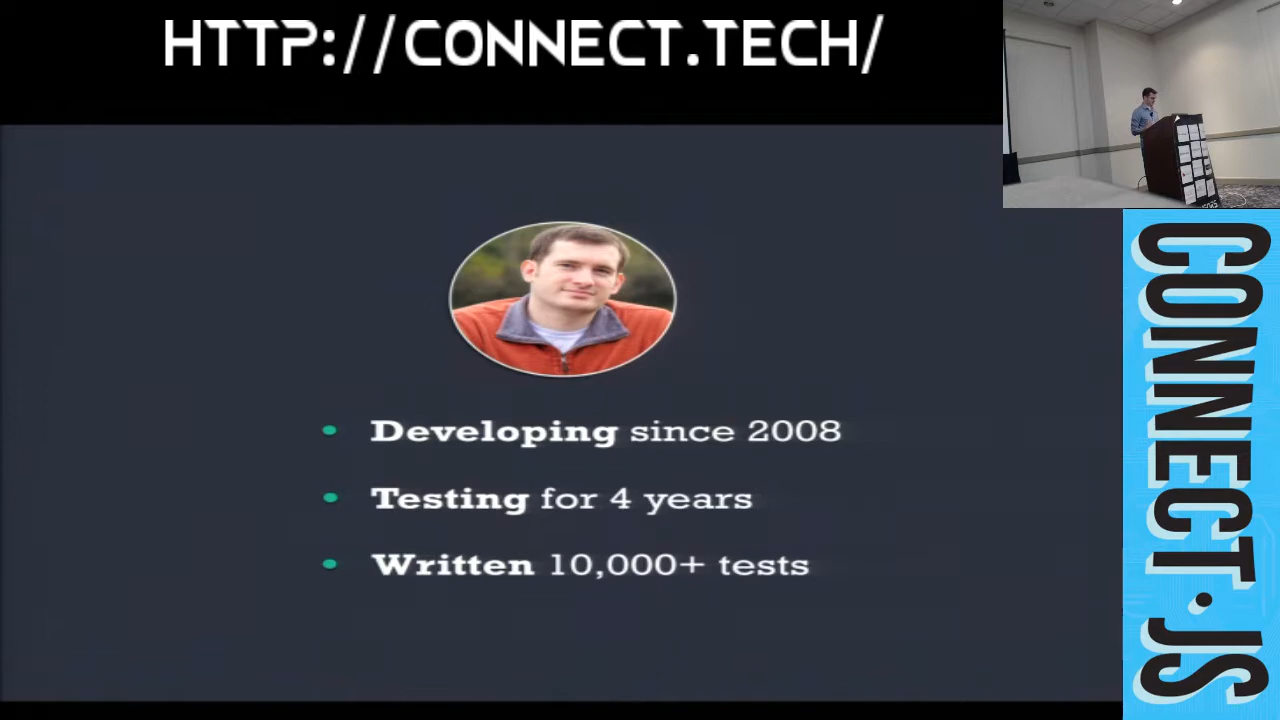 HTTP://CONNECT.TECH/
Developing since 2008
Testing for 4 years
Written 10,000+ tests
CONNECT.JS